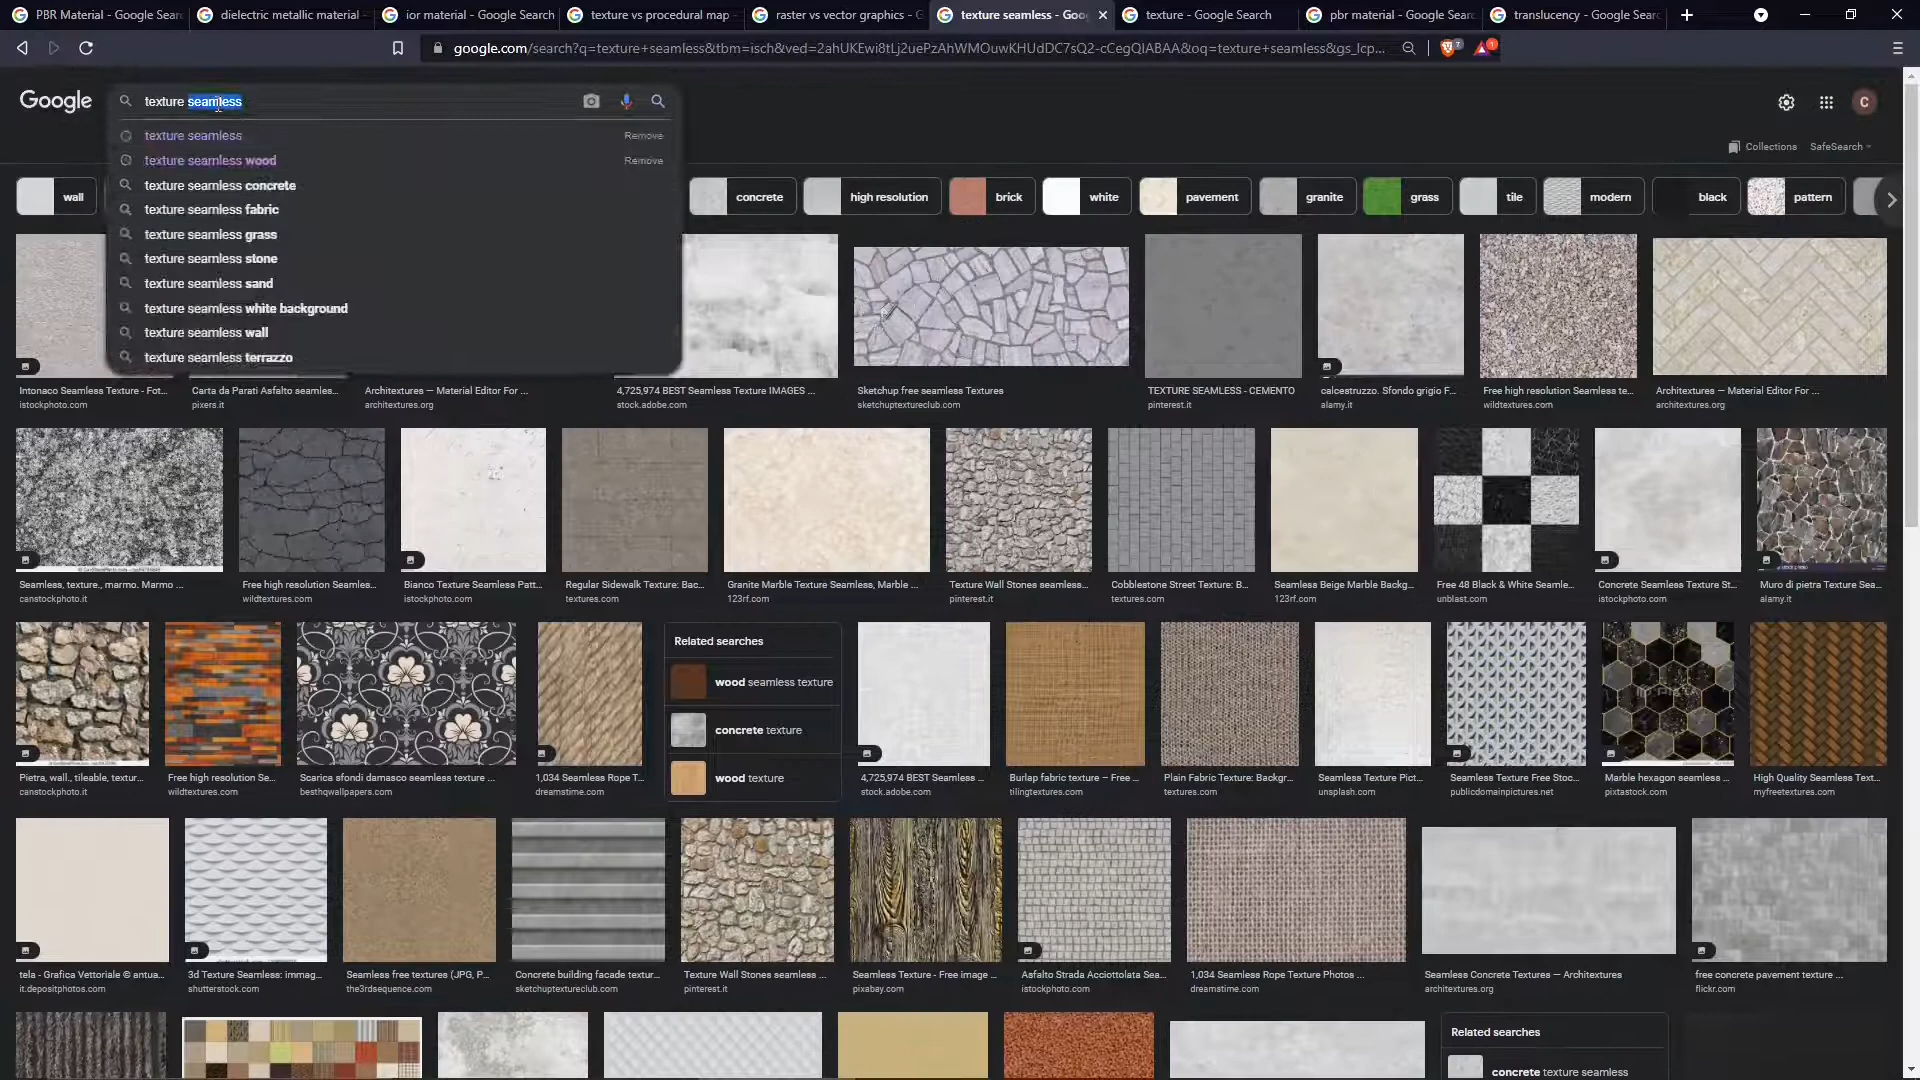 PBR Material - Google Searc
dielectric metallic material -
ior material - Google Search
texture vs procedural map -
raster vs vector graphics - G
texture seamless - Goog
texture - Google Search
pbr material - Google Searc
translucency - Google Searc
google.com/search?q=texture+seamless&tbm=isch&ved=2ahUKEwi8tLj2uePzAhWMOuwKHUdDC7sQ2-cCegQIABAA&oq=texture+seamless&gs_lcp...
7
1
Google
texture seamless
C
texture seamless
Remove
texture seamless wood
Remove
texture seamless concrete
texture seamless fabric
texture seamless grass
texture seamless stone
texture seamless sand
texture seamless white background
texture seamless wall
texture seamless terrazzo
Collections
SafeSearch
wall
concrete
high resolution
brick
white
pavement
granite
grass
tile
modern
black
pattern
Intonaco Seamless Texture - Fot...
istockphoto.com
Carta da Parati Asfalto seamles...
pixers.it
Architextures — Material Editor For ...
architextures.org
4,725,974 BEST Seamless Texture IMAGES ...
stock.adobe.com
Sketchup free seamless Textures
sketchuptextureclub.com
TEXTURE SEAMLESS - CEMENTO
pinterest.it
calcestruzzo. Sfondo grigio F...
alamy.it
Free high resolution Seamless te...
wildtextures.com
Architextures — Material Editor For ...
architextures.org
Seamless, texture., marmo. Marmo ...
canstockphoto.it
Free high resolution Seamles...
wildtextures.com
Bianco Texture Seamless Patt...
istockphoto.com
Regular Sidewalk Texture: Bac...
textures.com
Granite Marble Texture Seamless, Marble ...
123rf.com
Texture Wall Stones seamless...
pinterest.it
Cobblestone Street Texture: B...
textures.com
Seamless Beige Marble Backg...
123rf.com
Free 48 Black & White Seamle...
unblast.com
Concrete Seamless Texture St...
istockphoto.com
Muro di pietra Texture Sea...
alamy.it
Related searches
wood seamless texture
concrete texture
wood texture
Pietra, wall., tileable, textur...
canstockphoto.it
Free high resolution Se...
wildtextures.com
Scarica sfondi damasco seamless texture ...
besthqwallpapers.com
1,034 Seamless Rope T...
dreamstime.com
4,725,974 BEST Seamless ...
stock.adobe.com
Burlap fabric texture – Free ...
tilingtextures.com
Plain Fabric Texture: Backgr...
textures.com
Seamless Texture Pict...
unsplash.com
Seamless Texture Free Stoc...
publicdomainpictures.net
Marble hexagon seamless ...
pixtastock.com
High Quality Seamless Text...
myfreetextures.com
tela - Grafica Vettoriale © antua...
it.depositphotos.com
3d Texture Seamless: immag...
shutterstock.com
Seamless free textures (JPG, P...
the3rdsequence.com
Concrete building facade textur...
sketchuptextureclub.com
Texture Wall Stones seamless ...
pinterest.it
Seamless Texture - Free image ...
pixabay.com
Asfalto Strada Acciottolata Sea...
istockphoto.com
1,034 Seamless Rope Texture Photos ...
dreamstime.com
Seamless Concrete Textures — Architextures
architextures.org
free concrete pavement texture ...
flickr.com
Related searches
concrete texture seamless